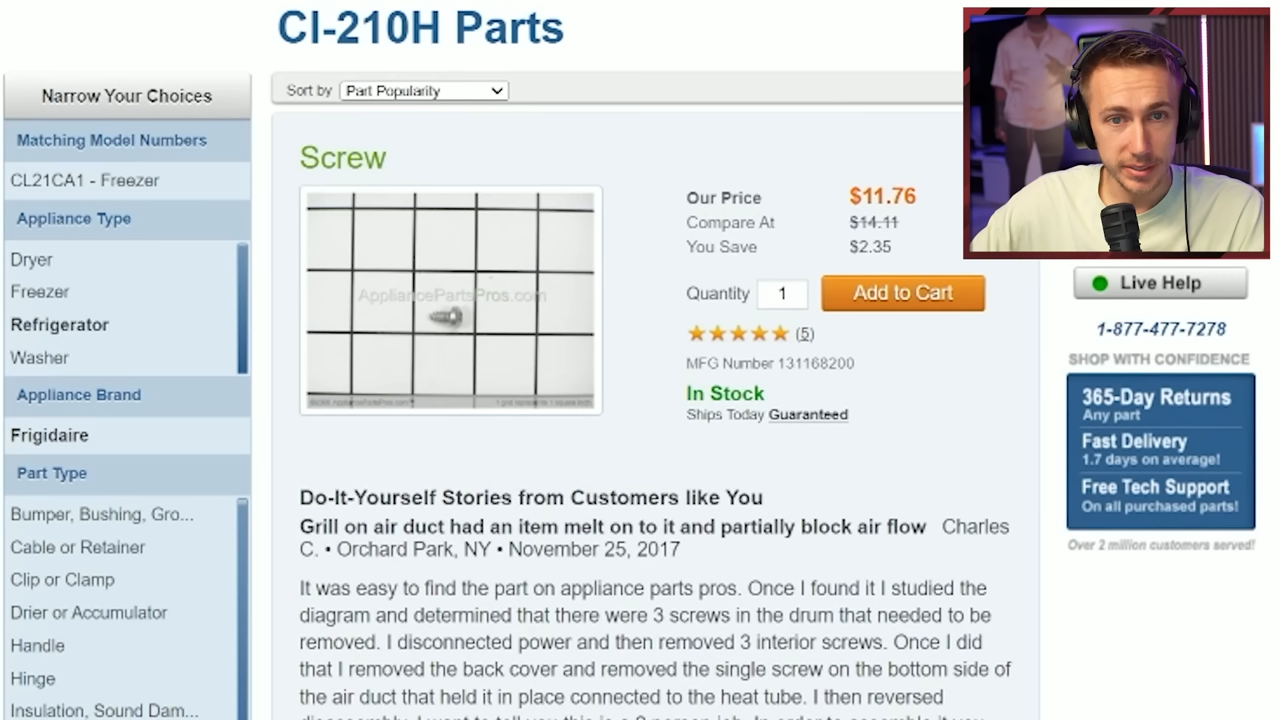 CI-210H Parts
Narrow Your Choices
Matching Model Numbers
CL21CA1 - Freezer
Appliance Type
Dryer
Freezer
Refrigerator
Washer
Appliance Brand
Frigidaire
Part Type
Bumper, Bushing, Gro...
Cable or Retainer
Clip or Clamp
Drier or Accumulator
Handle
Hinge
Insulation, Sound Dam...
Sort by Part Popularity
Screw
AppliancePartsPros.com
Our Price $11.76
Compare At $14.11
You Save $2.35
Quantity 1 Add to Cart
(5)
MFG Number 131168200
In Stock
Ships Today Guaranteed
Do-It-Yourself Stories from Customers like You
Grill on air duct had an item melt on to it and partially block air flow Charles
C. • Orchard Park, NY • November 25, 2017
It was easy to find the part on appliance parts pros. Once I found it I studied the
diagram and determined that there were 3 screws in the drum that needed to be
removed. I disconnected power and then removed 3 interior screws. Once I did
that I removed the back cover and removed the single screw on the bottom side of
the air duct that held it in place connected to the heat tube. I then reversed
Live Help
1-877-477-7278
SHOP WITH CONFIDENCE
365-Day Returns
Any part
Fast Delivery
1.7 days on average!
Free Tech Support
On all purchased parts!
Over 2 million customers served!